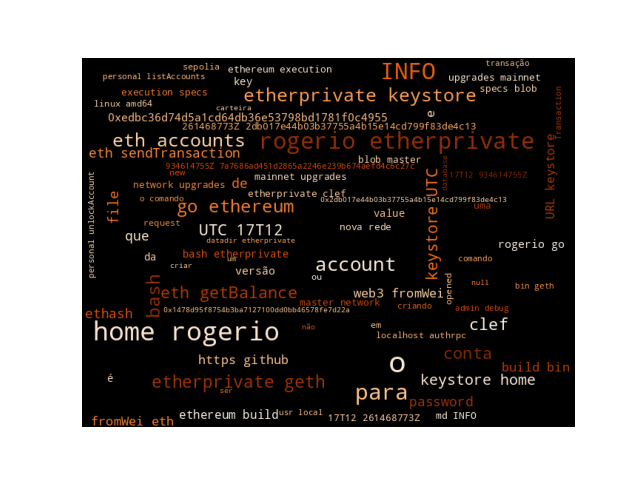 sepolia
ethereum execution
INFO
transação
personal listAccounts
key
upgrades mainnet
execution specs
etherprivate keystore
specs blob
linux amd64
carteira
Transaction
0xedbc36d74d5a1cd64db36e53798bd1781f0c4955
e
261468773Z 2db017e44b03b37755a4b15e14cd799f83de4c13
eth accounts
rogerio etherprivate
URL keystore
eth sendTransaction
blob master
database
934614755Z 7a7686ad451d2865a2246e239b674aef04c6c27c
new
mainnet upgrades
17T12 934614755Z
network upgrades
de
personal unlockAccount
etherprivate clef
keystore UTC
file
o comando
0x2db017e44b03b37755a4b15e14cd799f83de4c13
go ethereum
value
uma
request
UTC 17T12
nova rede
que
datadir etherprivate
rogerio go
bash etherprivate
da
um
comando
criar
versão
account
ou
opened
null
bin geth
bash
eth getBalance
web3 fromWei
master network
criando
admin debug
ethash
0x1478d95f8754b3ba7127100dd0bb46578fe7d22a
home rogerio
não
em
clef
localhost authrpc
https github
o
conta
build bin
é
etherprivate geth
keystore home
ser
para
password
ethereum build
usr local
17T12 261468773Z
md INFO
fromWei eth